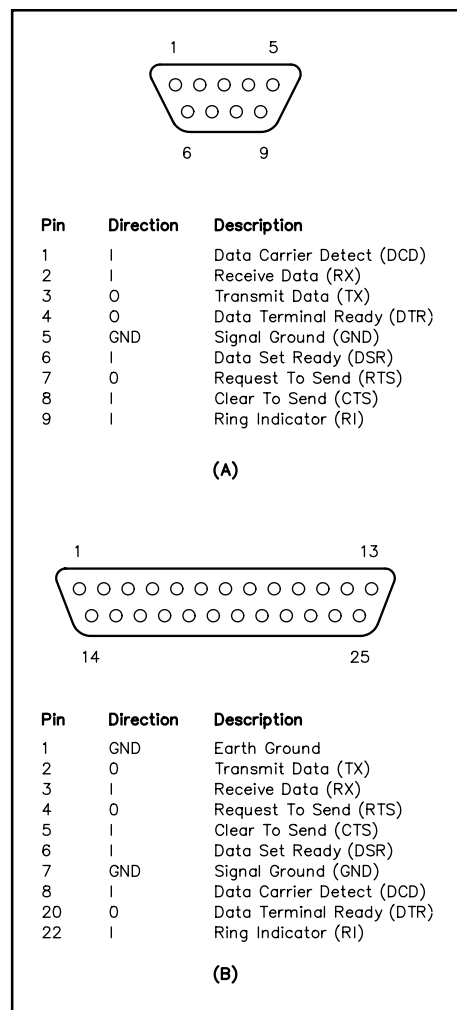 1 5
6 9
Pin Direction Description
1 I Data Carrier Detect (DCD)
2 I Receive Data (RX)
3 O Transmit Data (TX)
4 O Data Terminal Ready (DTR)
5 GND Signal Ground (GND)
6 I Data Set Ready (DSR)
7 O Request To Send (RTS)
8 I Clear To Send (CTS)
9 I Ring Indicator (RI)
(A)
1 13
14 25
Pin Direction Description
1 GND Earth Ground
2 O Transmit Data (TX)
3 I Receive Data (RX)
4 O Request To Send (RTS)
5 I Clear To Send (CTS)
6 I Data Set Ready (DSR)
7 GND Signal Ground (GND)
8 I Data Carrier Detect (DCD)
20 O Data Terminal Ready (DTR)
22 I Ring Indicator (RI)
(B)